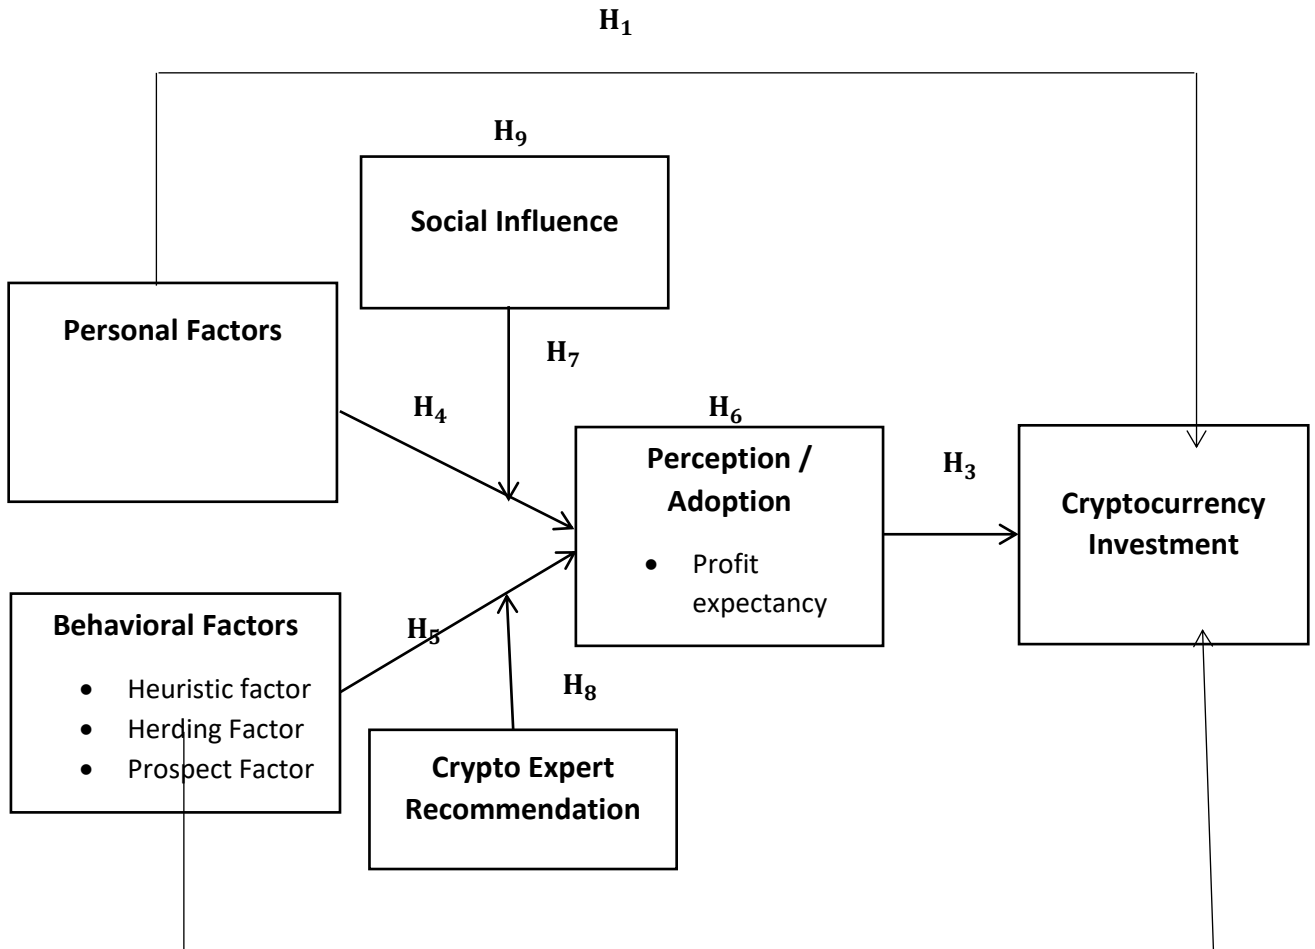 H₁
H₉
Social Influence
Personal Factors
H₇
H₄
H₆
Perception /
Adoption
• Profit
expectancy
H₃
Cryptocurrency
Investment
Behavioral Factors
• Heuristic factor
• Herding Factor
• Prospect Factor
H₅
H₈
Crypto Expert
Recommendation